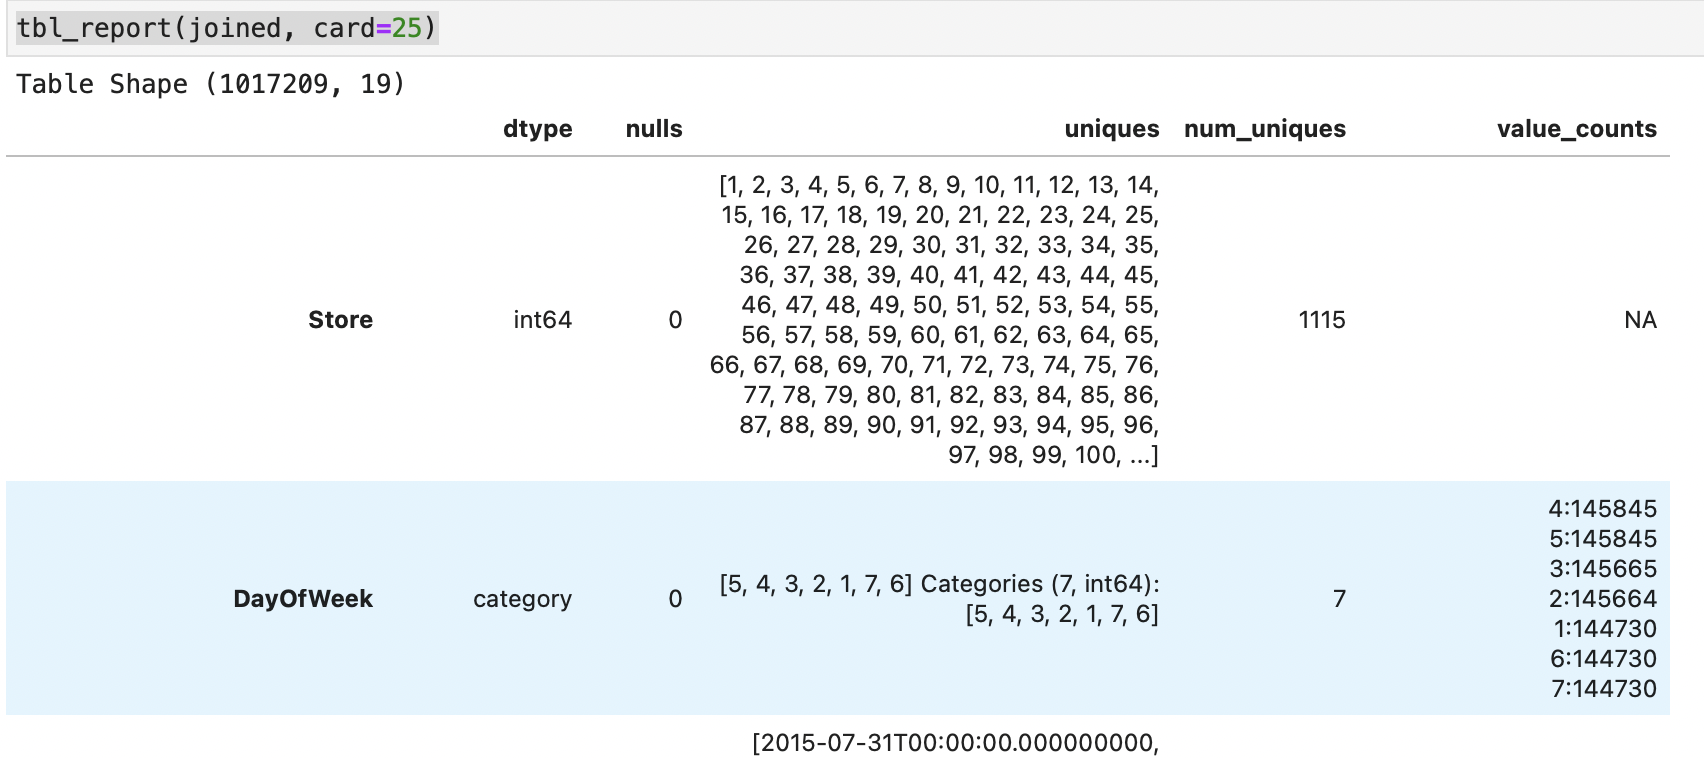 tbl_report(joined, card=25)
Table Shape (1017209, 19)
dtype nulls uniques num_uniques value_counts
[1, 2, 3, 4, 5, 6, 7, 8, 9, 10, 11, 12, 13, 14,
15, 16, 17, 18, 19, 20, 21, 22, 23, 24, 25,
26, 27, 28, 29, 30, 31, 32, 33, 34, 35,
36, 37, 38, 39, 40, 41, 42, 43, 44, 45,
46, 47, 48, 49, 50, 51, 52, 53, 54, 55,
Store int64 0 56, 57, 58, 59, 60, 61, 62, 63, 64, 65, 1115 NA
66, 67, 68, 69, 70, 71, 72, 73, 74, 75, 76,
77, 78, 79, 80, 81, 82, 83, 84, 85, 86,
87, 88, 89, 90, 91, 92, 93, 94, 95, 96,
97, 98, 99, 100, ...]
4:145845
5:145845
3:145665
DayOfWeek category 0 [5, 4, 3, 2, 1, 7, 6] Categories (7, int64): 7 2:145664
[5, 4, 3, 2, 1, 7, 6] 1:144730
6:144730
7:144730
[2015-07-31T00:00:00.000000000,